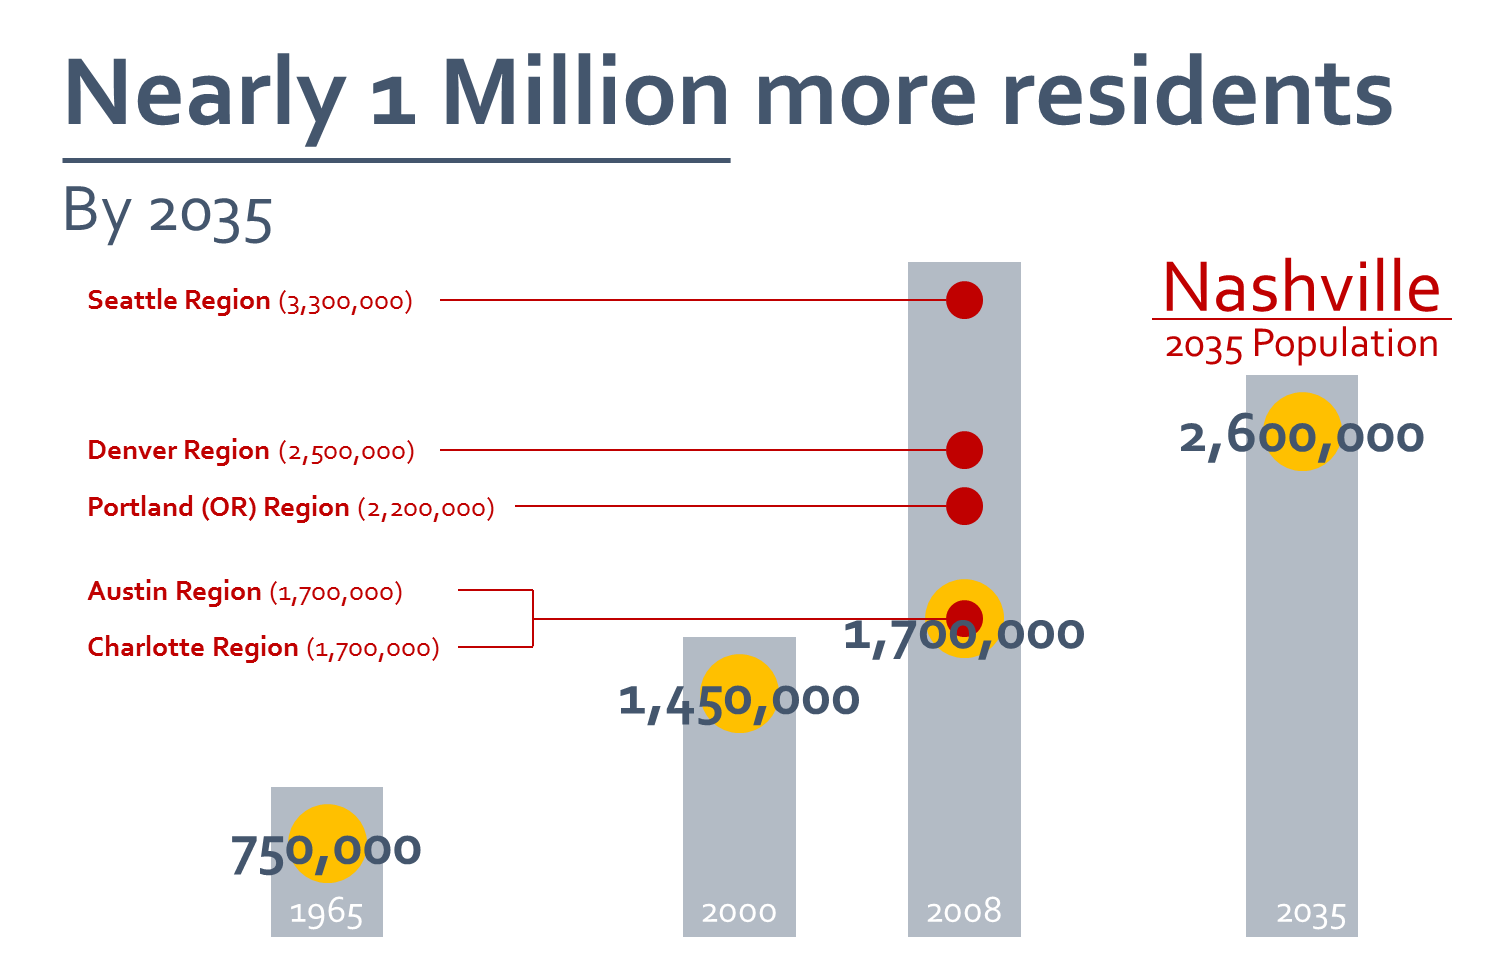 Nearly 1 Million more residents
By 2035
Nashville
2035 Population
Seattle Region (3,300,000)
Denver Region (2,500,000)
Portland (OR) Region (2,200,000)
Austin Region (1,700,000)
Charlotte Region (1,700,000)
750,000
1,450,000
1,700,000
2,600,000
1965
2000
2008
2035